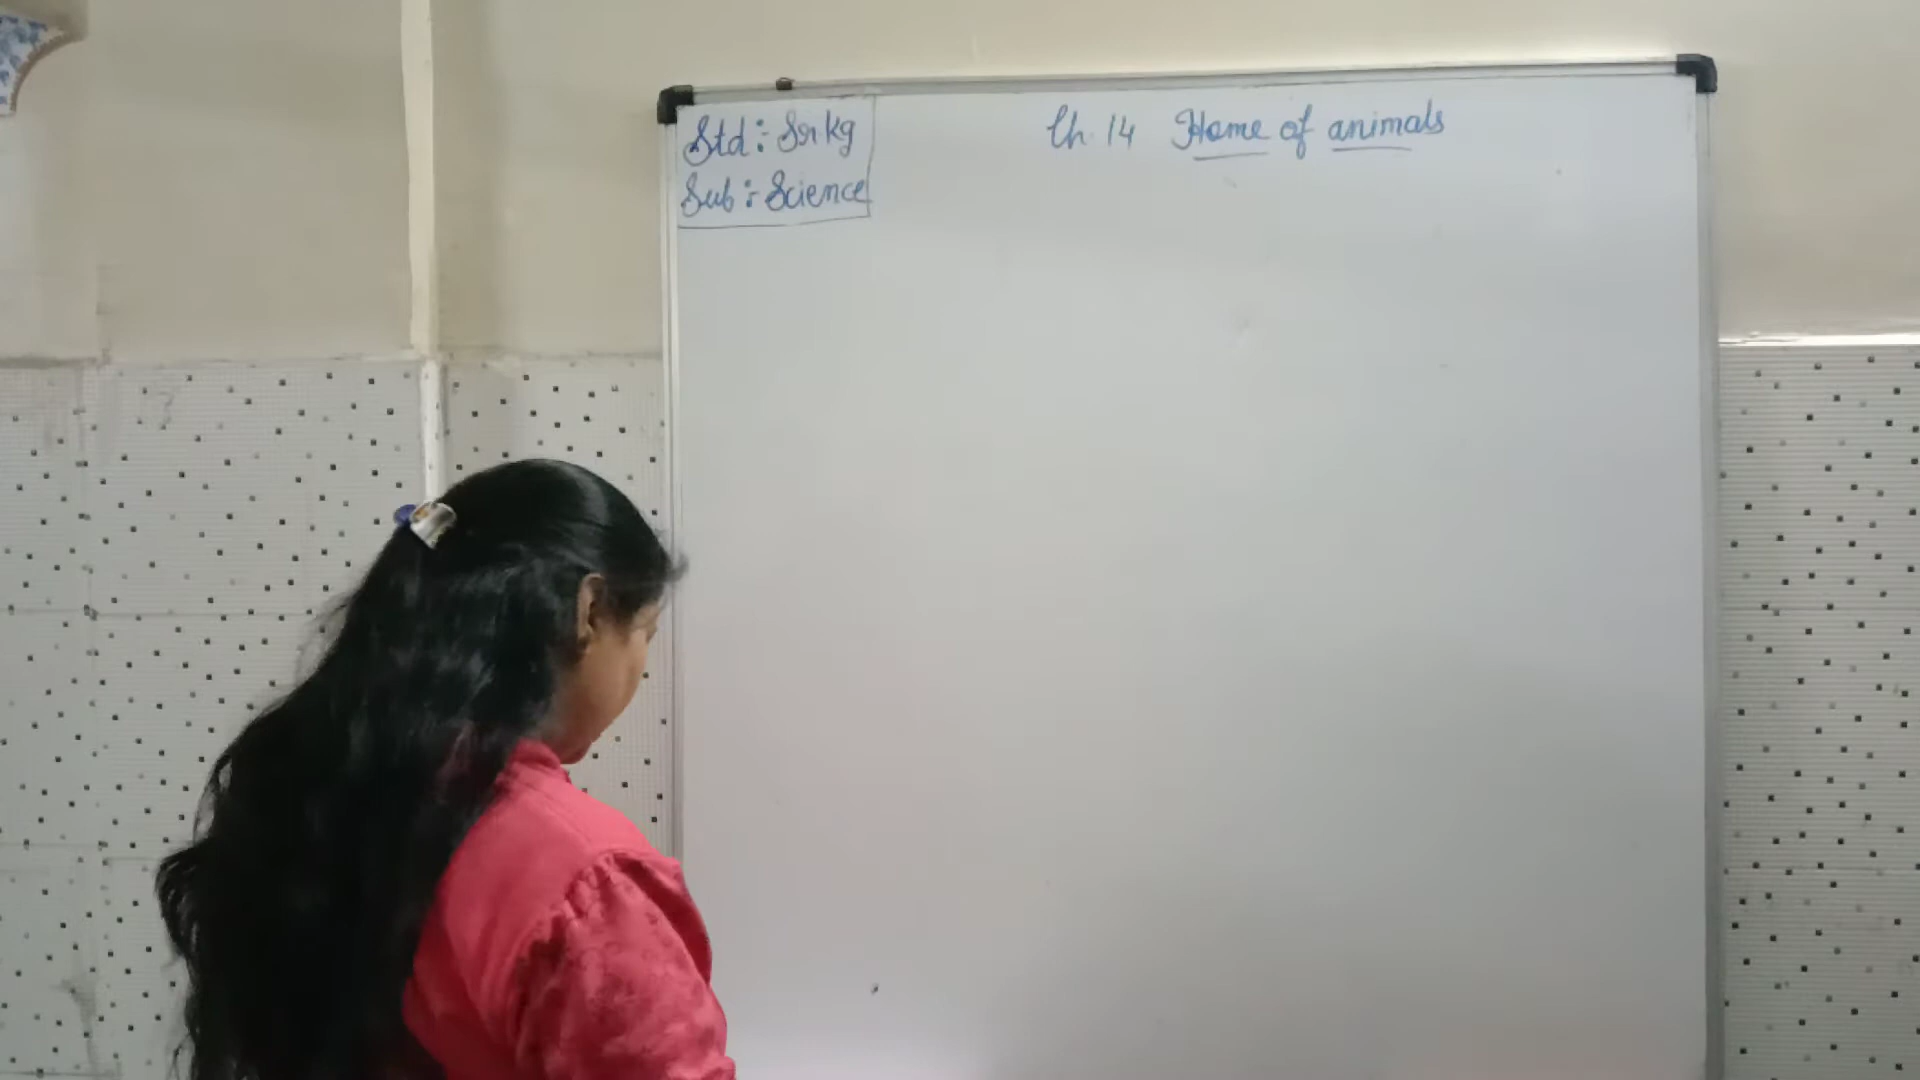 Std :- Sr kg
Sub :- Science
Ch. 14 Home of animals